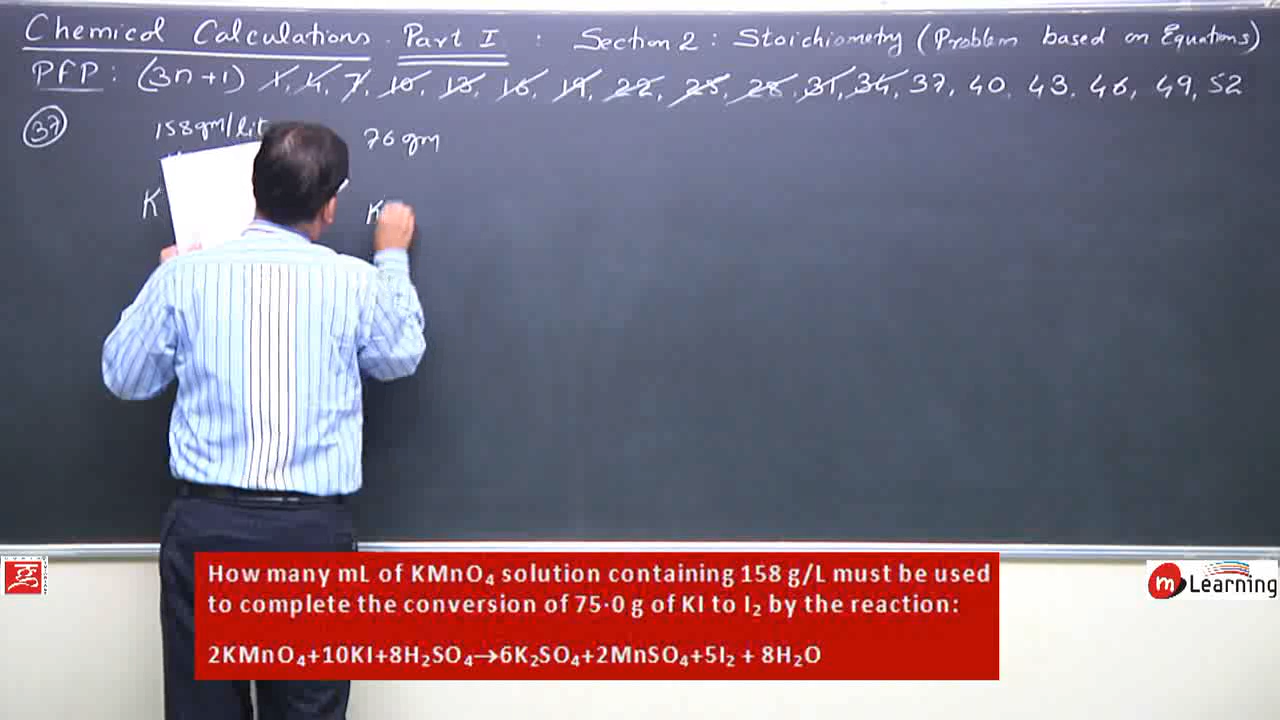 Chemical Calculations. Part I : Section 2 : Stoichiometry (Problem based on Equations)
PFP : (3n+1) 1, 4, 7, 10, 13, 16, 19, 22, 25, 28, 31, 34, 37, 40, 43, 46, 49, 52
37 158gm/lit 76 gm
K K
How many mL of KMnO₄ solution containing 158 g/L must be used
to complete the conversion of 75·0 g of KI to I₂ by the reaction:
2KMnO₄+10KI+8H₂SO₄→6K₂SO₄+2MnSO₄+5I₂ + 8H₂O
m Learning